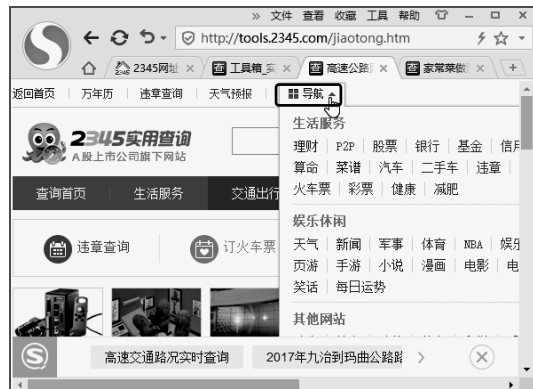 文件 查看 收藏 工具 帮助
http://tools.2345.com/jiaotong.htm
2345网址 工具箱_实 高速公路 家常菜做
返回首页 万年历 违章查询 天气预报 导航
2345实用查询
A股上市公司旗下网站
查询首页 生活服务 交通出行
违章查询 订火车票
生活服务
理财 P2P 股票 银行 基金 信用
算命 菜谱 汽车 二手车 违章
火车票 彩票 健康 减肥
娱乐休闲
天气 新闻 军事 体育 NBA 娱乐
页游 手游 小说 漫画 电影 电
笑话 每日运势
其他网站
高速交通路况实时查询 2017年九治到玛曲公路路